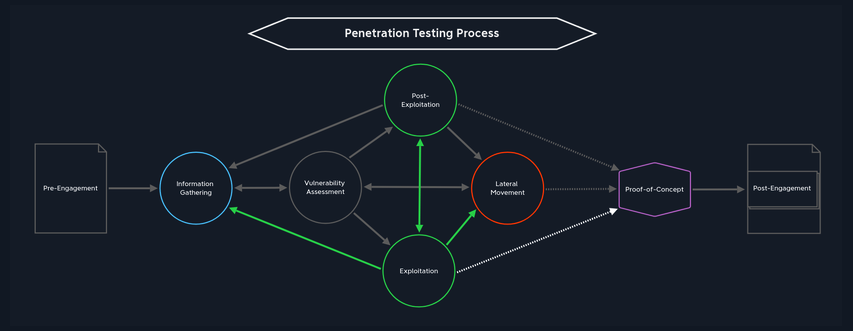 Penetration Testing Process
Post-
Exploitation
Pre-Engagement
Information
Gathering
Vulnerability
Assessment
Lateral
Movement
Proof-of-Concept
Post-Engagement
Exploitation